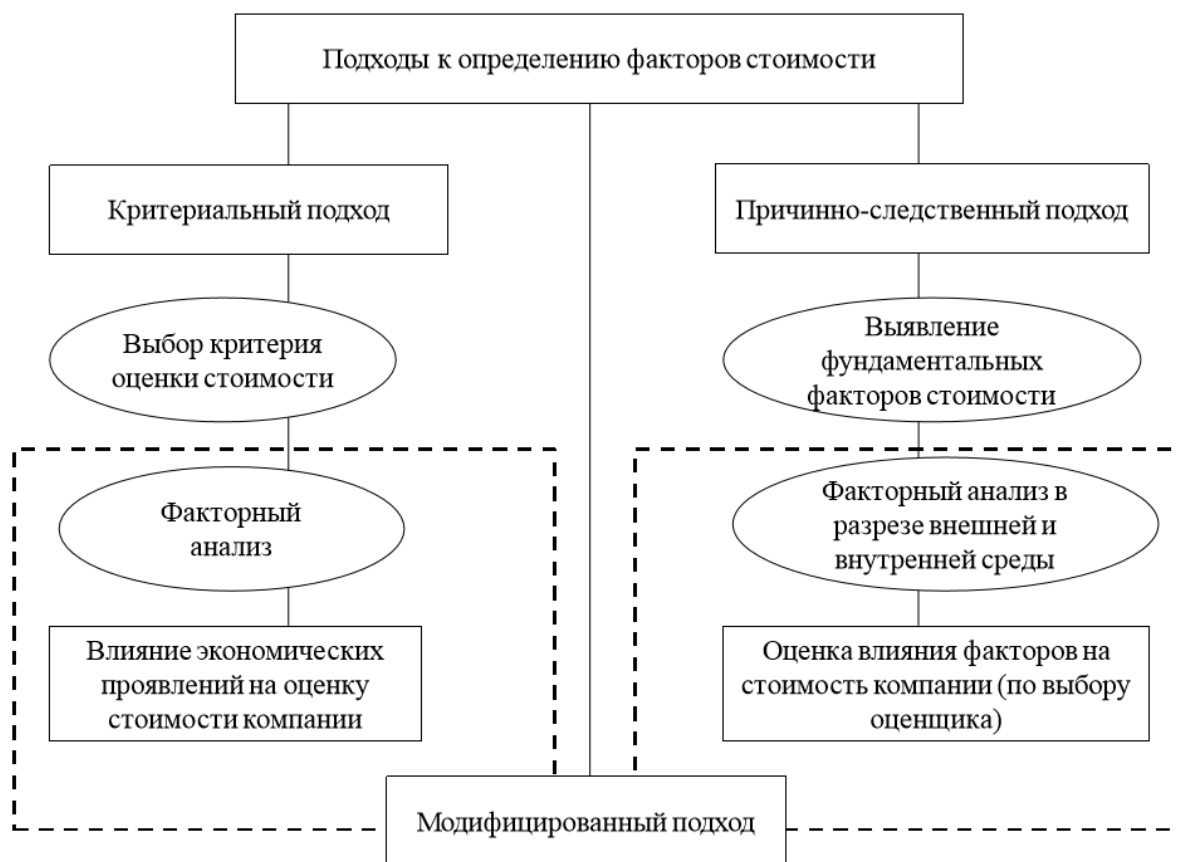 Подходы к определению факторов стоимости
Критериальный подход
Причинно-следственный подход
Выбор критерия
оценки стоимости
Выявление
фундаментальных
факторов стоимости
Факторный
анализ
Факторный анализ в
разрезе внешней и
внутренней среды
Влияние экономических
проявлений на оценку
стоимости компании
Оценка влияния факторов на
стоимость компании (по выбору
оценщика)
Модифицированный подход